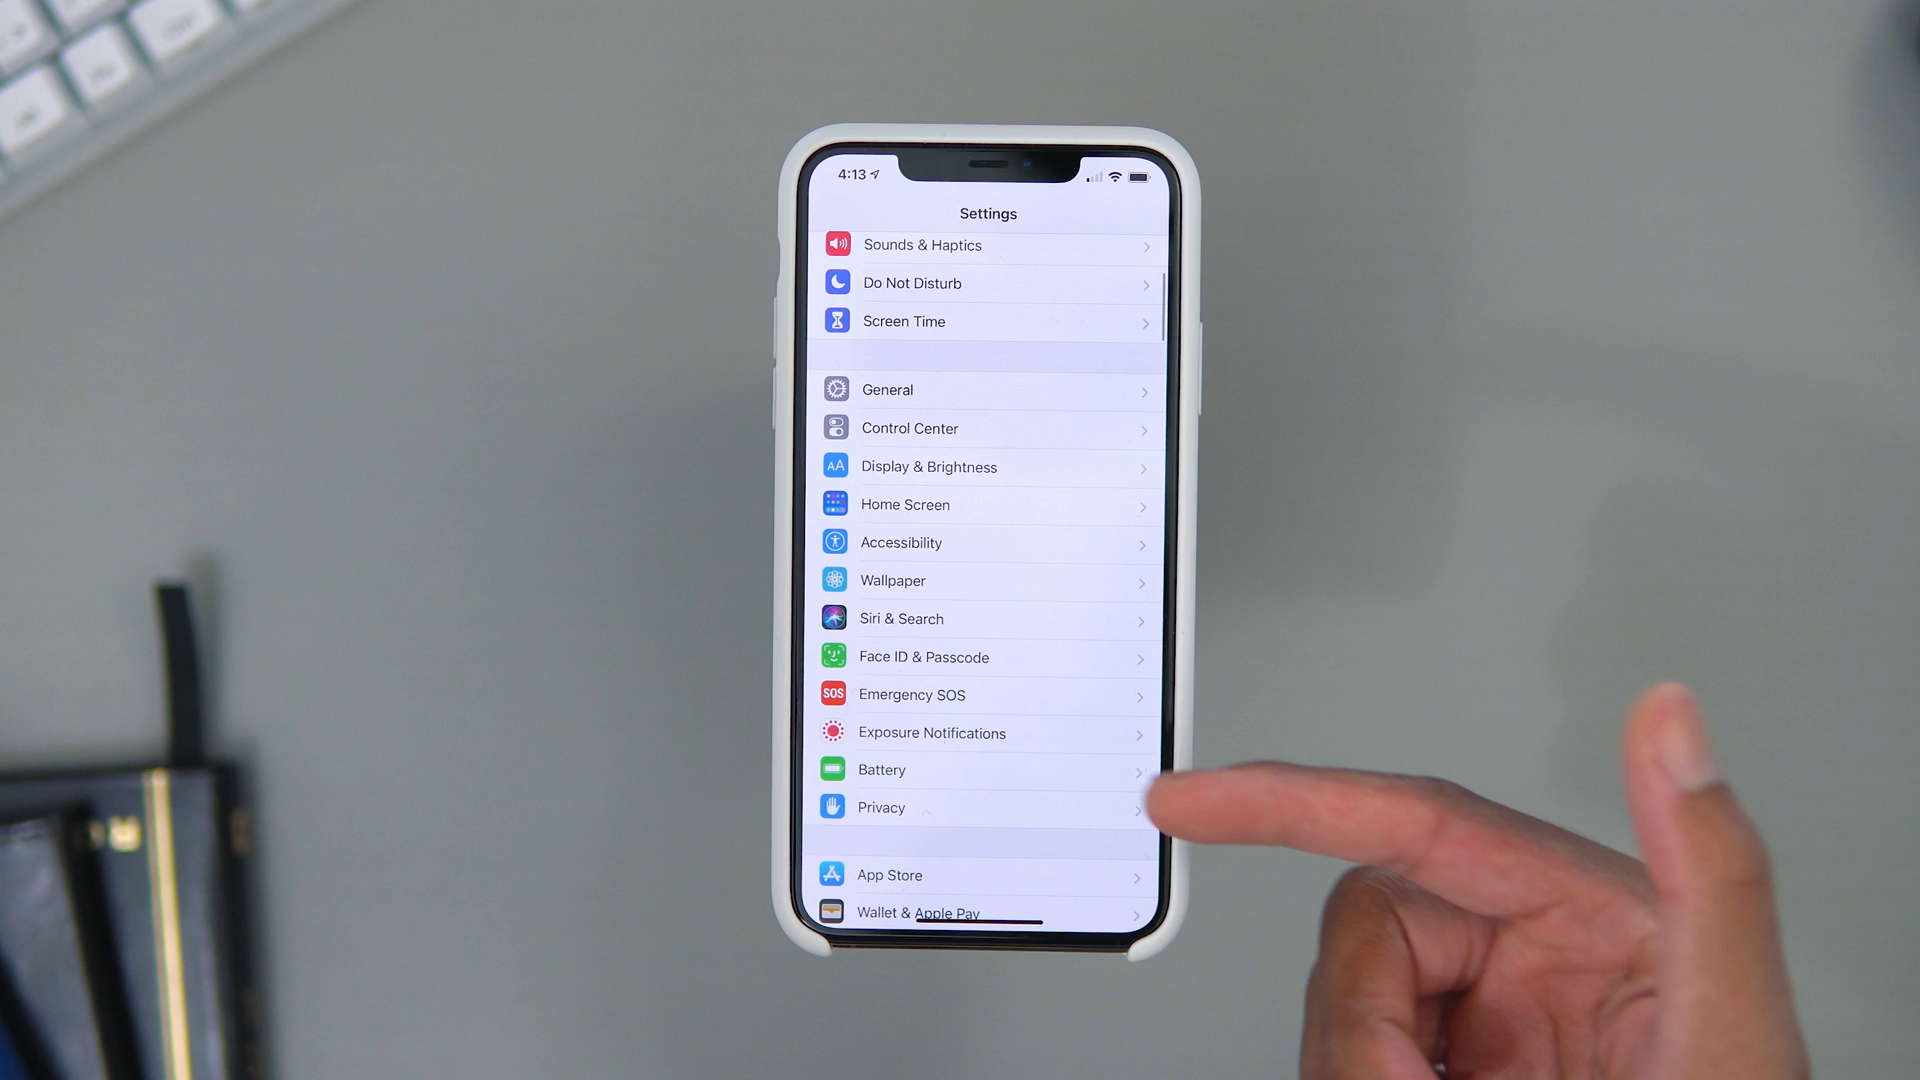 4:13
Settings
Sounds & Haptics
Do Not Disturb
Screen Time
General
Control Center
AA Display & Brightness
Home Screen
Accessibility
Wallpaper
Siri & Search
Face ID & Passcode
SOS Emergency SOS
Exposure Notifications
Battery
Privacy
App Store
Wallet & Apple Pay